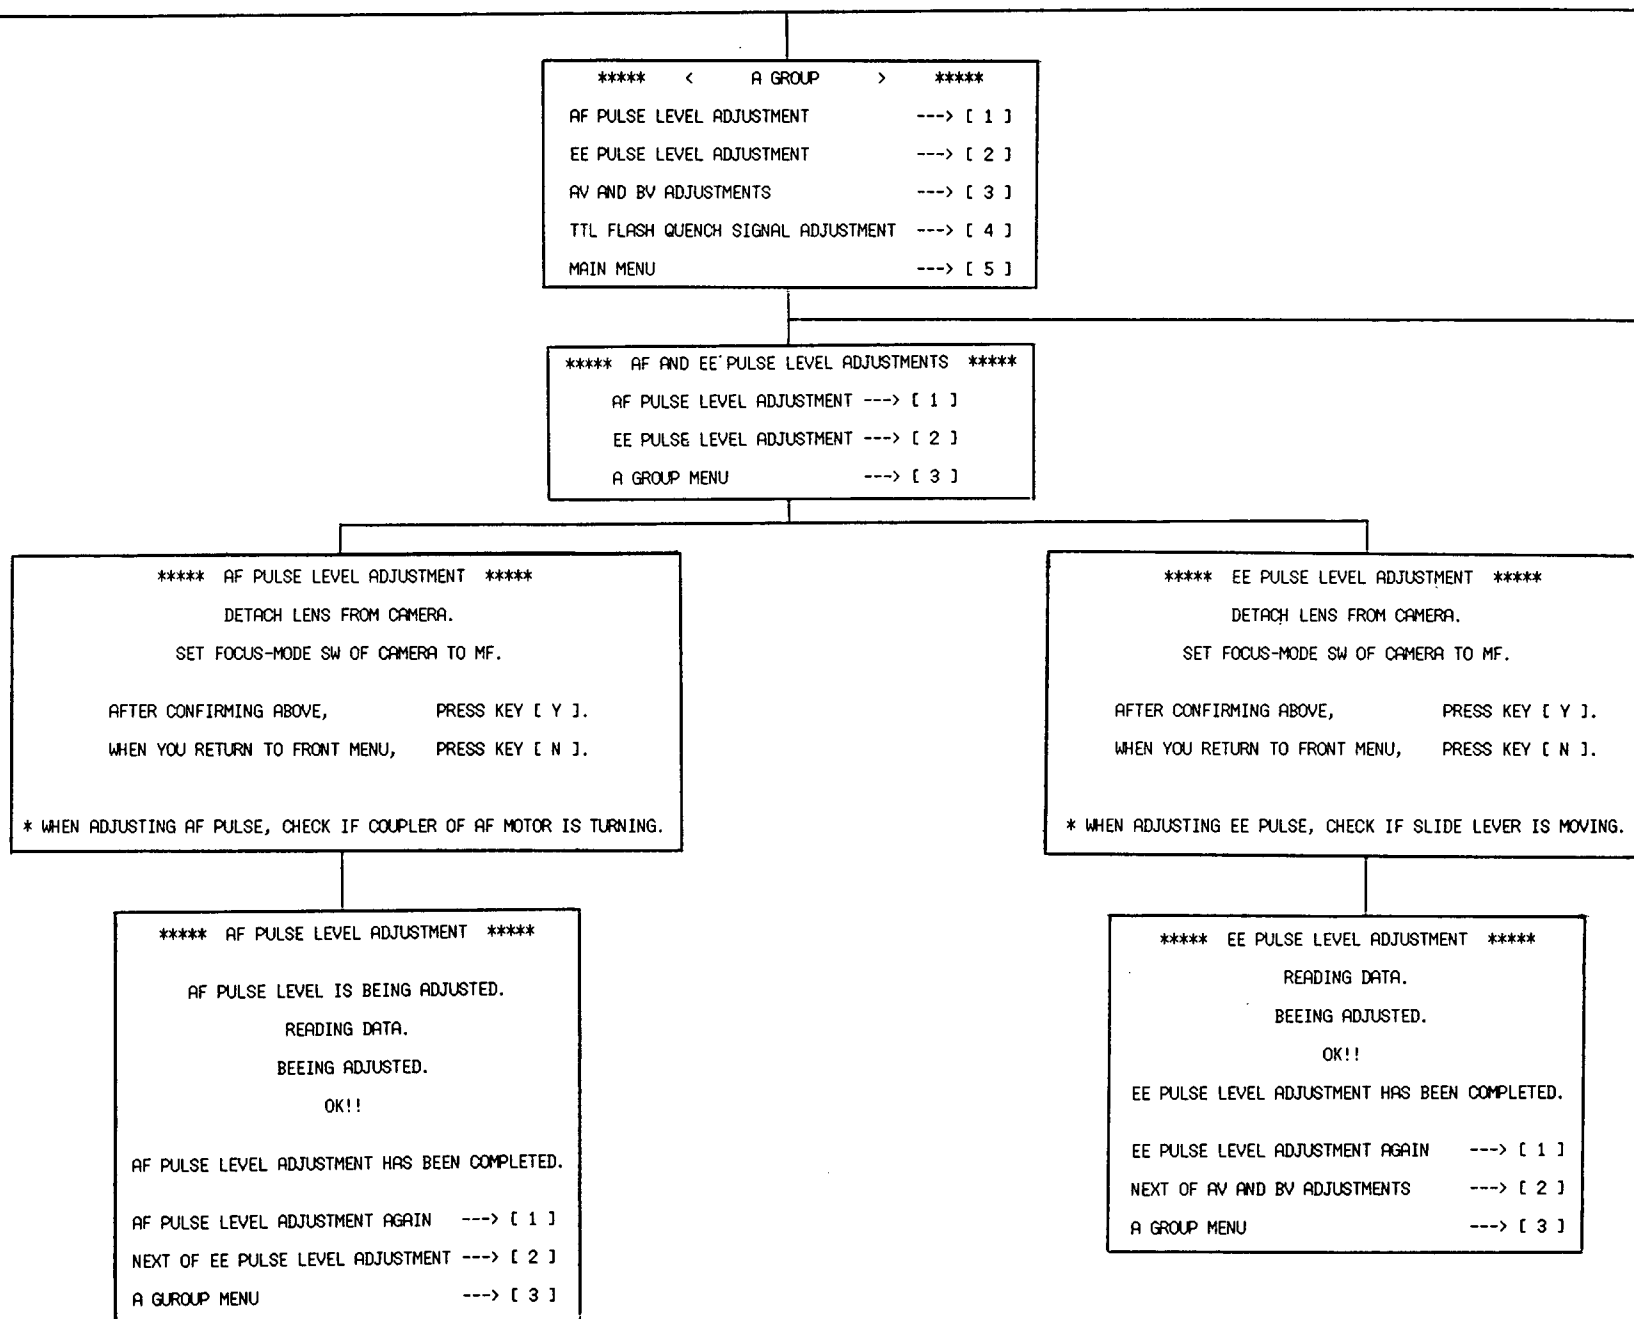 ***** < A GROUP > *****
AF PULSE LEVEL ADJUSTMENT ---> [ 1 ]
EE PULSE LEVEL ADJUSTMENT ---> [ 2 ]
AV AND BV ADJUSTMENTS ---> [ 3 ]
TTL FLASH QUENCH SIGNAL ADJUSTMENT ---> [ 4 ]
MAIN MENU ---> [ 5 ]
***** AF AND EE PULSE LEVEL ADJUSTMENTS *****
AF PULSE LEVEL ADJUSTMENT ---> [ 1 ]
EE PULSE LEVEL ADJUSTMENT ---> [ 2 ]
A GROUP MENU ---> [ 3 ]
***** AF PULSE LEVEL ADJUSTMENT *****
DETACH LENS FROM CAMERA.
SET FOCUS-MODE SW OF CAMERA TO MF.
AFTER CONFIRMING ABOVE, PRESS KEY [ Y ].
WHEN YOU RETURN TO FRONT MENU, PRESS KEY [ N ].
* WHEN ADJUSTING AF PULSE, CHECK IF COUPLER OF AF MOTOR IS TURNING.
***** EE PULSE LEVEL ADJUSTMENT *****
DETACH LENS FROM CAMERA.
SET FOCUS-MODE SW OF CAMERA TO MF.
AFTER CONFIRMING ABOVE, PRESS KEY [ Y ].
WHEN YOU RETURN TO FRONT MENU, PRESS KEY [ N ].
* WHEN ADJUSTING EE PULSE, CHECK IF SLIDE LEVER IS MOVING.
***** AF PULSE LEVEL ADJUSTMENT *****
AF PULSE LEVEL IS BEING ADJUSTED.
READING DATA.
BEEING ADJUSTED.
OK!!
AF PULSE LEVEL ADJUSTMENT HAS BEEN COMPLETED.
AF PULSE LEVEL ADJUSTMENT AGAIN ---> [ 1 ]
NEXT OF EE PULSE LEVEL ADJUSTMENT ---> [ 2 ]
A GUROUP MENU ---> [ 3 ]
***** EE PULSE LEVEL ADJUSTMENT *****
READING DATA.
BEEING ADJUSTED.
OK!!
EE PULSE LEVEL ADJUSTMENT HAS BEEN COMPLETED.
EE PULSE LEVEL ADJUSTMENT AGAIN ---> [ 1 ]
NEXT OF AV AND BV ADJUSTMENTS ---> [ 2 ]
A GROUP MENU ---> [ 3 ]